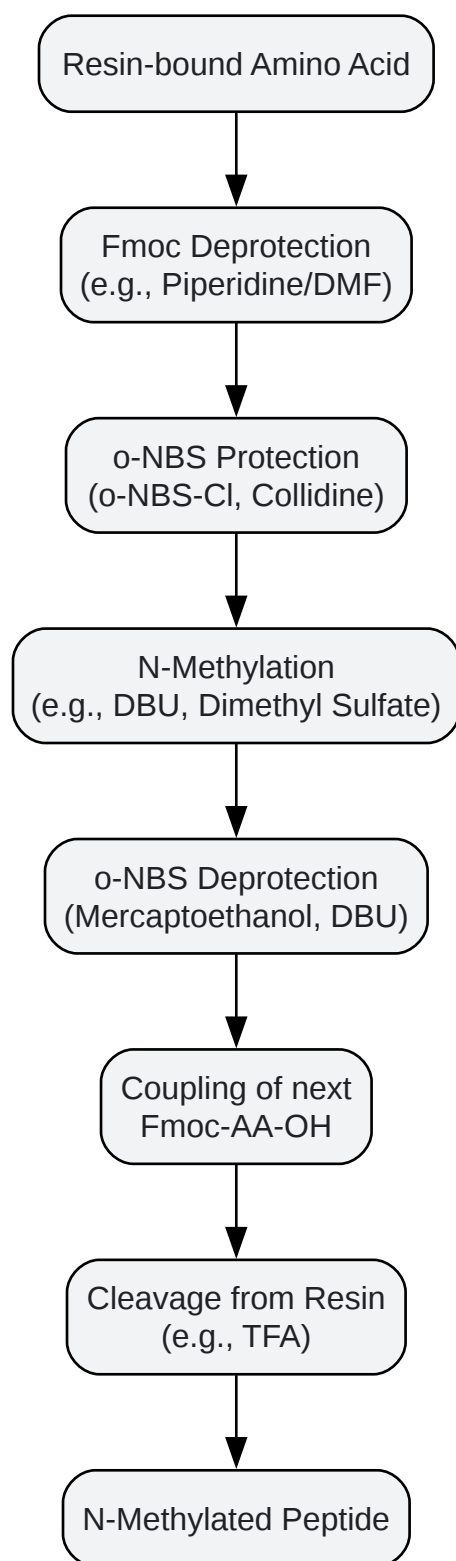 Resin-bound Amino Acid
Fmoc Deprotection
(e.g., Piperidine/DMF)
o-NBS Protection
(o-NBS-Cl, Collidine)
N-Methylation
(e.g., DBU, Dimethyl Sulfate)
o-NBS Deprotection
(Mercaptoethanol, DBU)
Coupling of next
Fmoc-AA-OH
Cleavage from Resin
(e.g., TFA)
N-Methylated Peptide